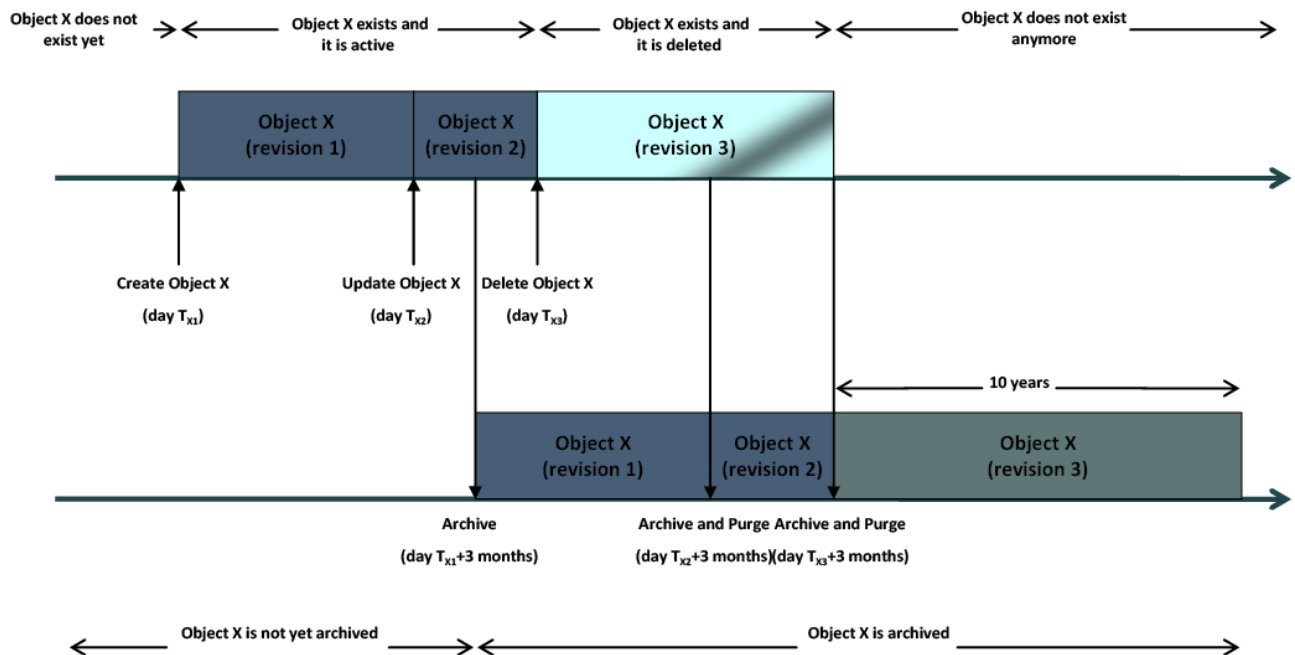 Object X does not
exist yet
Object X exists and
it is active
Object X exists and
it is deleted
Object X does not exist
anymore
Object X
(revision 1)
Object X
(revision 2)
Object X
(revision 3)
Create Object X
(day TX1)
Update Object X
(day TX2)
Delete Object X
(day TX3)
10 years
Object X
(revision 1)
Object X
(revision 2)
Object X
(revision 3)
Archive
(day TX1+3 months)
Archive and Purge
(day TX2+3 months)
Archive and Purge
(day TX3+3 months)
Object X is not yet archived
Object X is archived